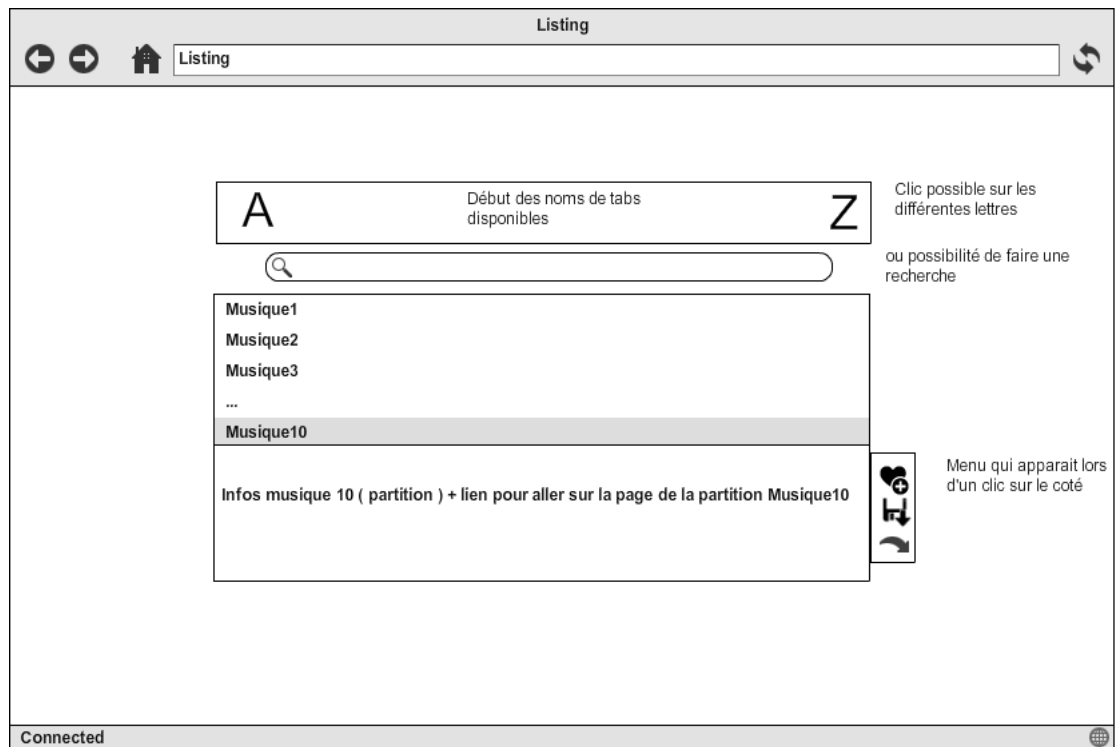 Listing
Listing
A
Début des noms de tabs
disponibles
Z
Clic possible sur les
différentes lettres
ou possibilité de faire une
recherche
Musique1
Musique2
Musique3
...
Musique10
Infos musique 10 ( partition ) + lien pour aller sur la page de la partition Musique10
Menu qui apparait lors
d'un clic sur le coté
Connected